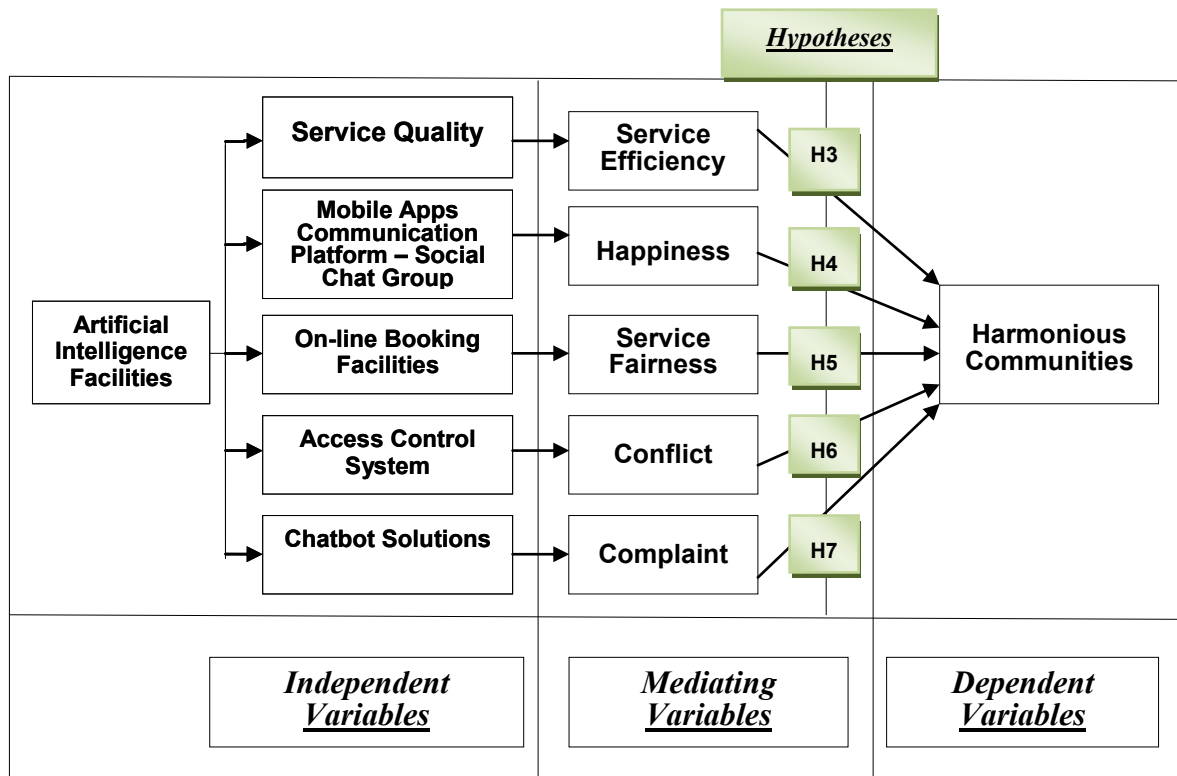 Hypotheses
Service Quality
Service
Efficiency
H3
Mobile Apps
Communication
Platform – Social
Chat Group
Happiness
H4
Artificial
Intelligence
Facilities
On-line Booking
Facilities
Service
Fairness
H5
Harmonious
Communities
Access Control
System
Conflict
H6
Chatbot Solutions
Complaint
H7
Independent
Variables
Mediating
Variables
Dependent
Variables